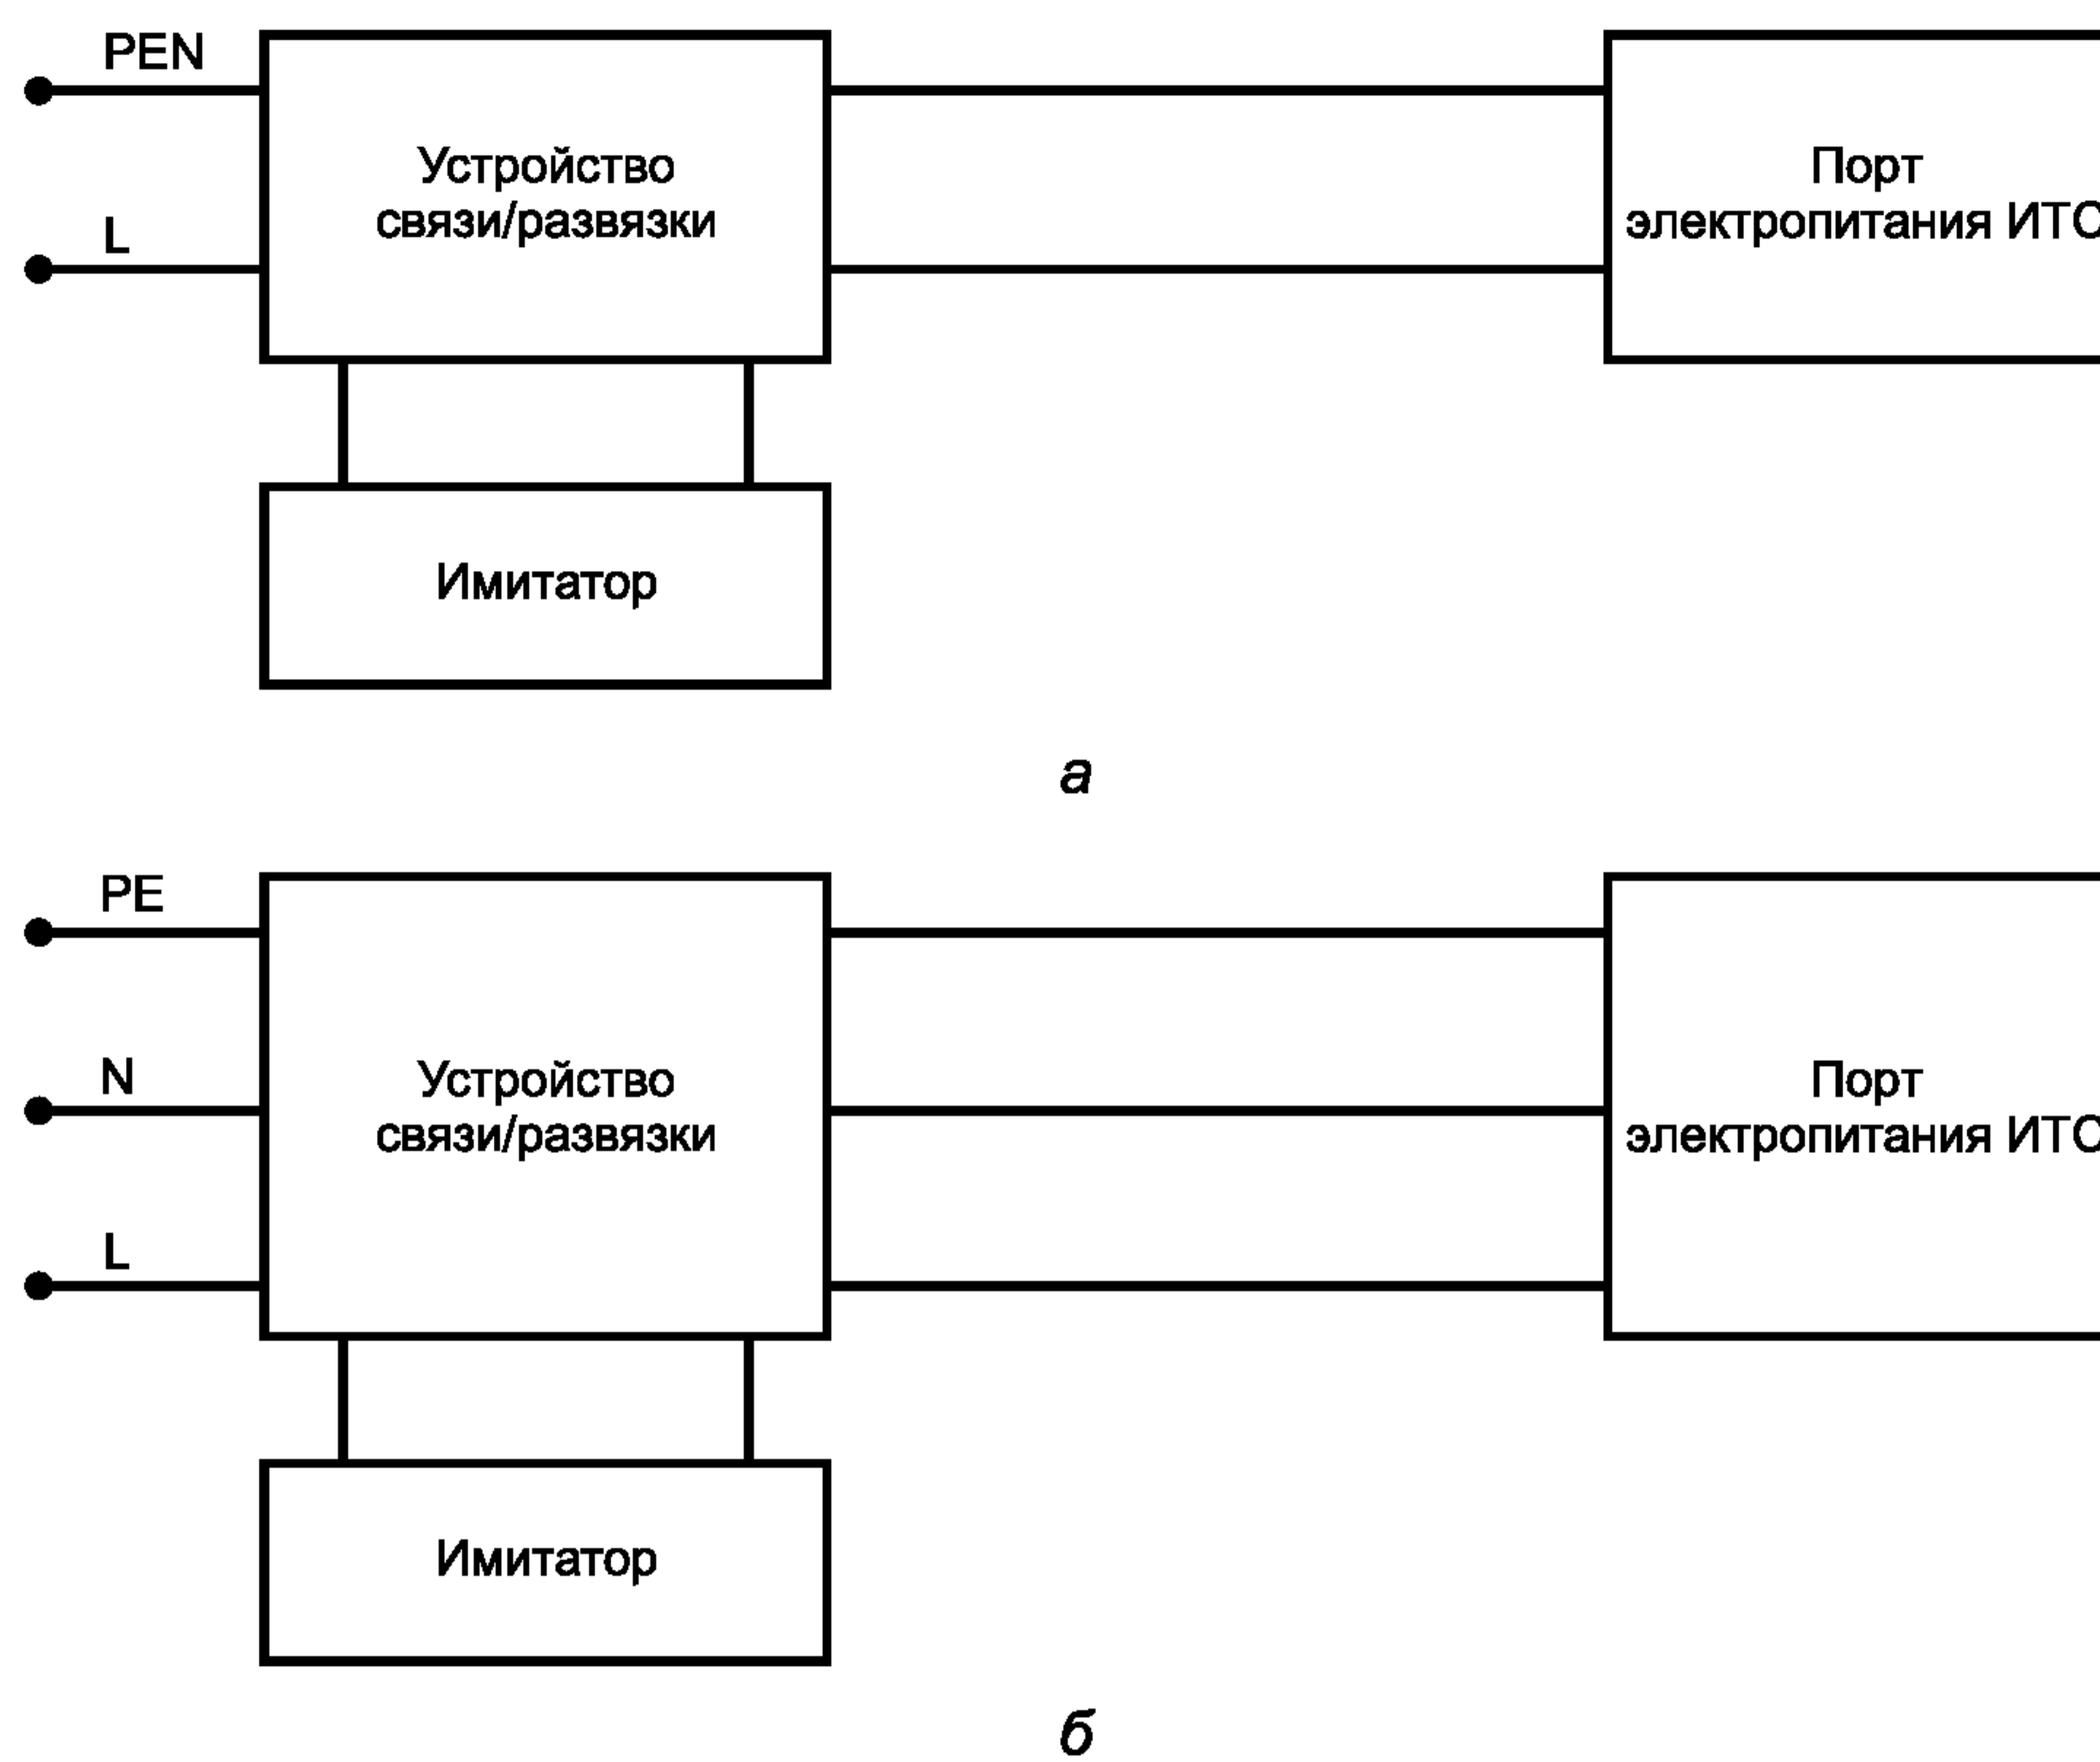 PEN
Устройство
связи/развязки
Порт
электропитания ИТС
L
Имитатор
а
PE
N
Устройство
связи/развязки
Порт
электропитания ИТС
L
Имитатор
б